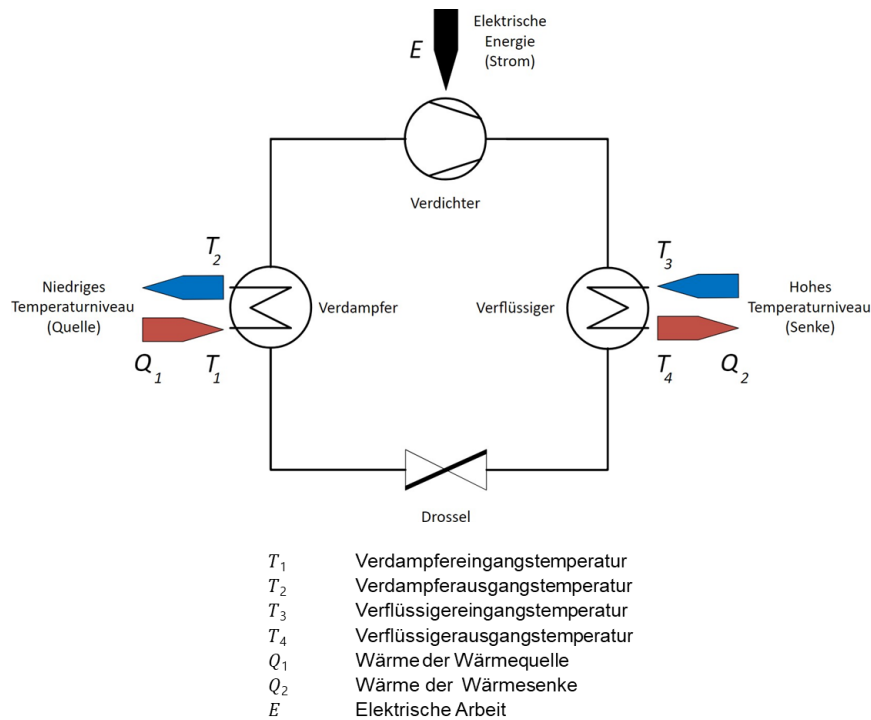 Elektrische
Energie
(Strom)
E
Verdichter
T2
T3
Niedriges
Temperaturniveau
(Quelle)
Verdampfer
Verflüssiger
Hohes
Temperaturniveau
(Senke)
Q1
T1
T4
Q2
Drossel
T1 Verdampfereingangstemperatur
T2 Verdampferausgangstemperatur
T3 Verflüssigereingangstemperatur
T4 Verflüssigerausgangstemperatur
Q1 Wärme der Wärmequelle
Q2 Wärme der Wärmesenke
E Elektrische Arbeit